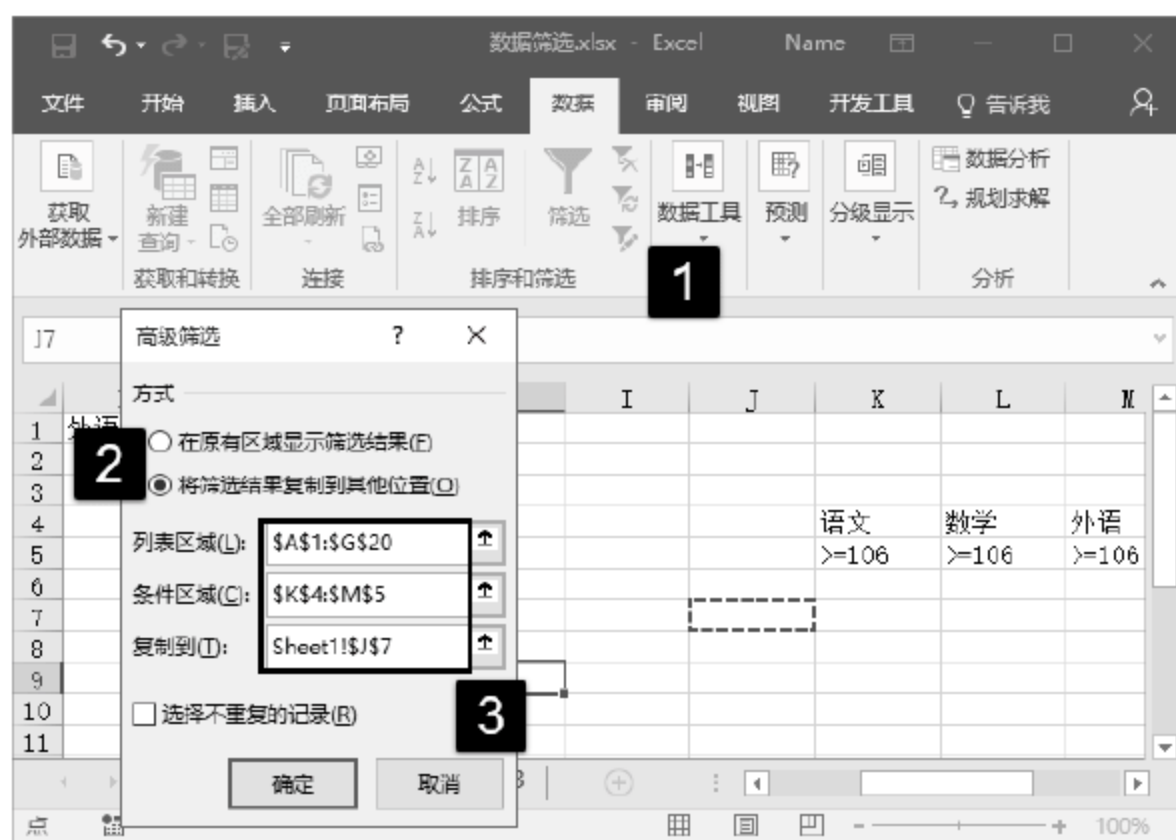 数据筛选.xlsx - Excel Name
文件 开始 插入 页面布局 公式 数据 审阅 视图 开发工具 告诉我
获取
外部数据
新建
查询
全部刷新
排序
筛选
数据工具
预测
分级显示
数据分析
规划求解
获取和转换 连接 排序和筛选 分析
1
J7
高级筛选 ? ×
方式
在原有区域显示筛选结果(F)
将筛选结果复制到其他位置(O)
2
列表区域(L): $A$1:$G$20
条件区域(C): $K$4:$M$5
复制到(T): Sheet1!$J$7
选择不重复的记录(R)
3
确定 取消
I J K L M
1 外语
2
3
4 语文 数学 外语
5 >=106 >=106 >=106
6
7
8
9
10
11
点
100%